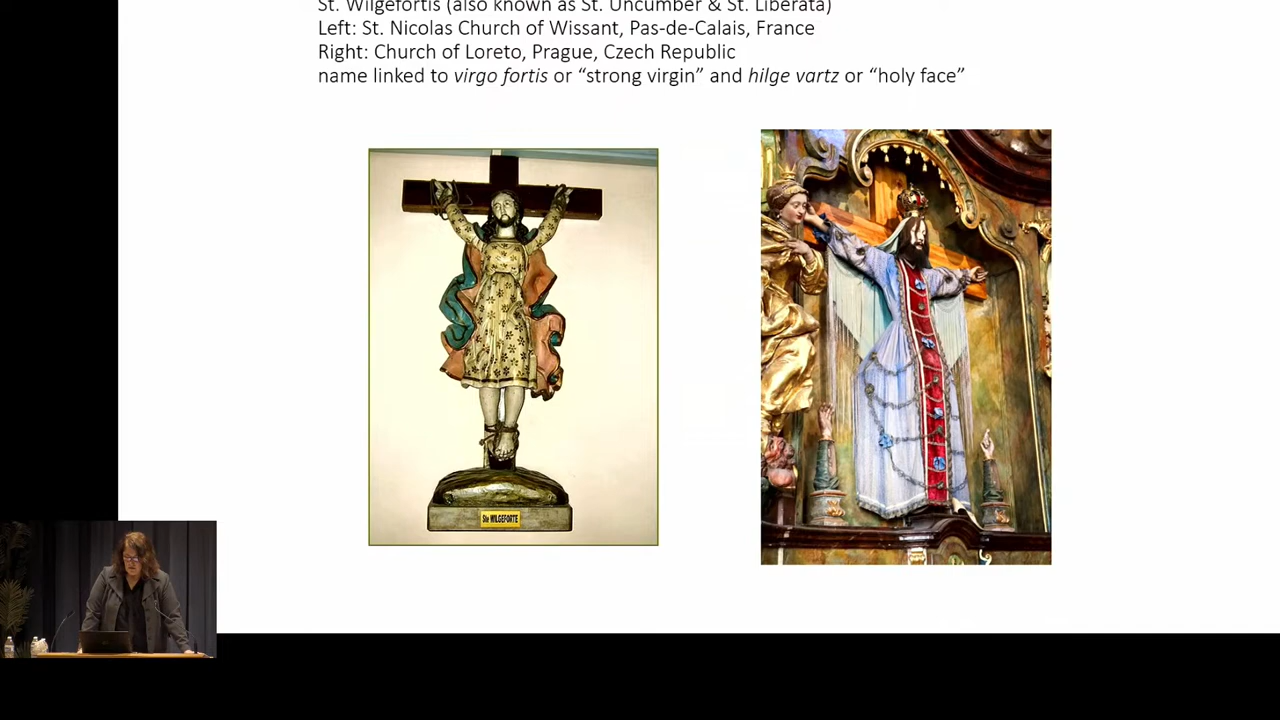 St. Wilgefortis (also known as St. Uncumber & St. Liberata)
Left: St. Nicolas Church of Wissant, Pas-de-Calais, France
Right: Church of Loreto, Prague, Czech Republic
name linked to virgo fortis or “strong virgin” and hilge vartz or “holy face”
Ste WILGEFORTE